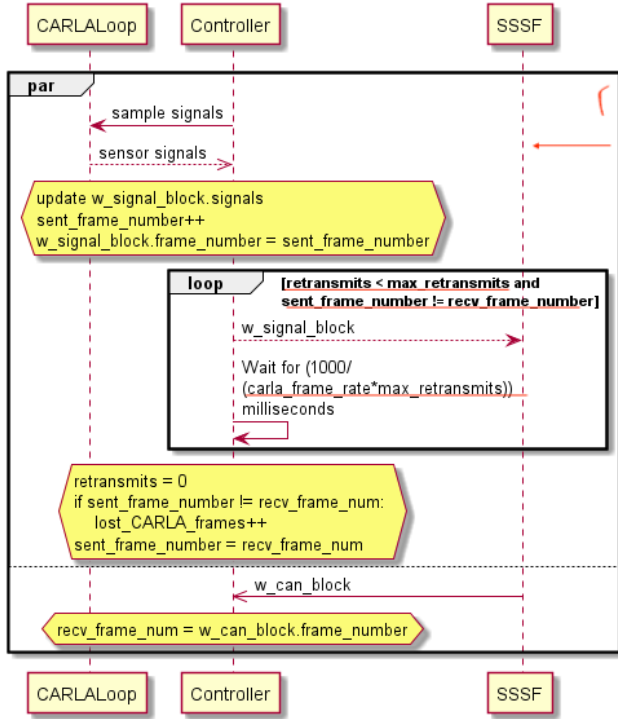 CARLALoop Controller SSSF
par
sample signals
sensor signals
update w_signal_block.signals
sent_frame_number++
w_signal_block.frame_number = sent_frame_number
loop [retransmits < max_retransmits and
sent_frame_number != recv_frame_number]
w_signal_block
Wait for (1000/
(carla_frame_rate*max_retransmits))
milliseconds
retransmits = 0
if sent_frame_number != recv_frame_num:
lost_CARLA_frames++
sent_frame_number = recv_frame_num
w_can_block
recv_frame_num = w_can_block.frame_number
CARLALoop Controller SSSF